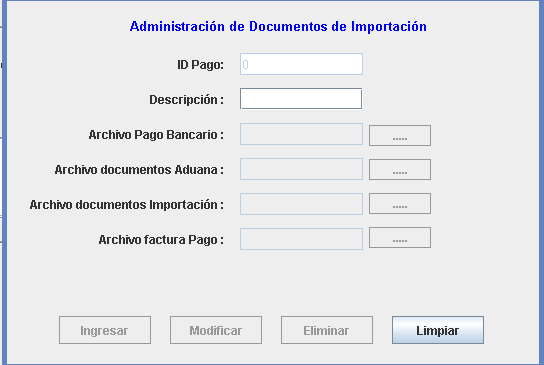 Administración de Documentos de Importación
ID Pago: 0
Descripción :
Archivo Pago Bancario : .....
Archivo documentos Aduana : .....
Archivo documentos Importación : .....
Archivo factura Pago : .....
Ingresar Modificar Eliminar Limpiar